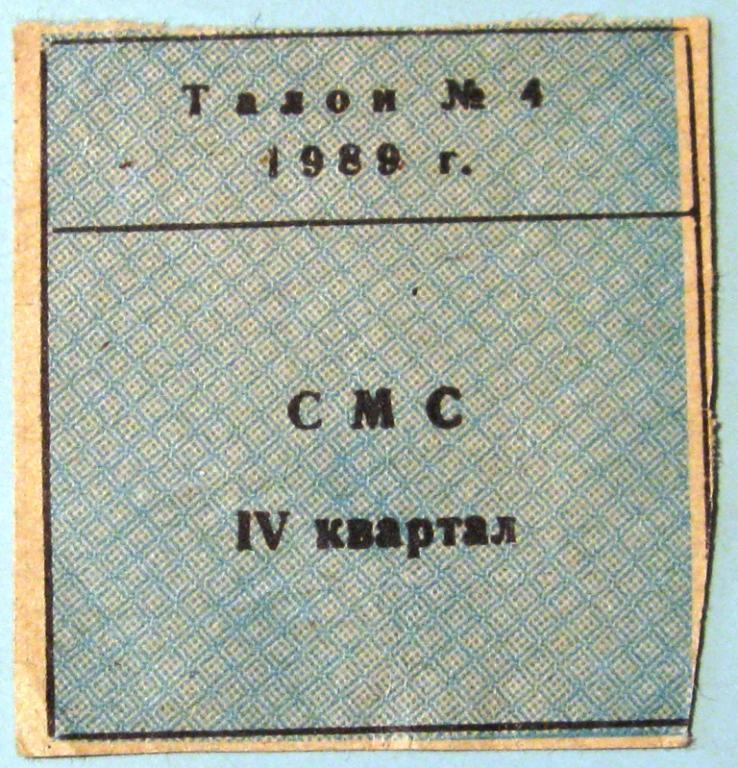 Талон № 4
1989 г.
СМС
IV квартал